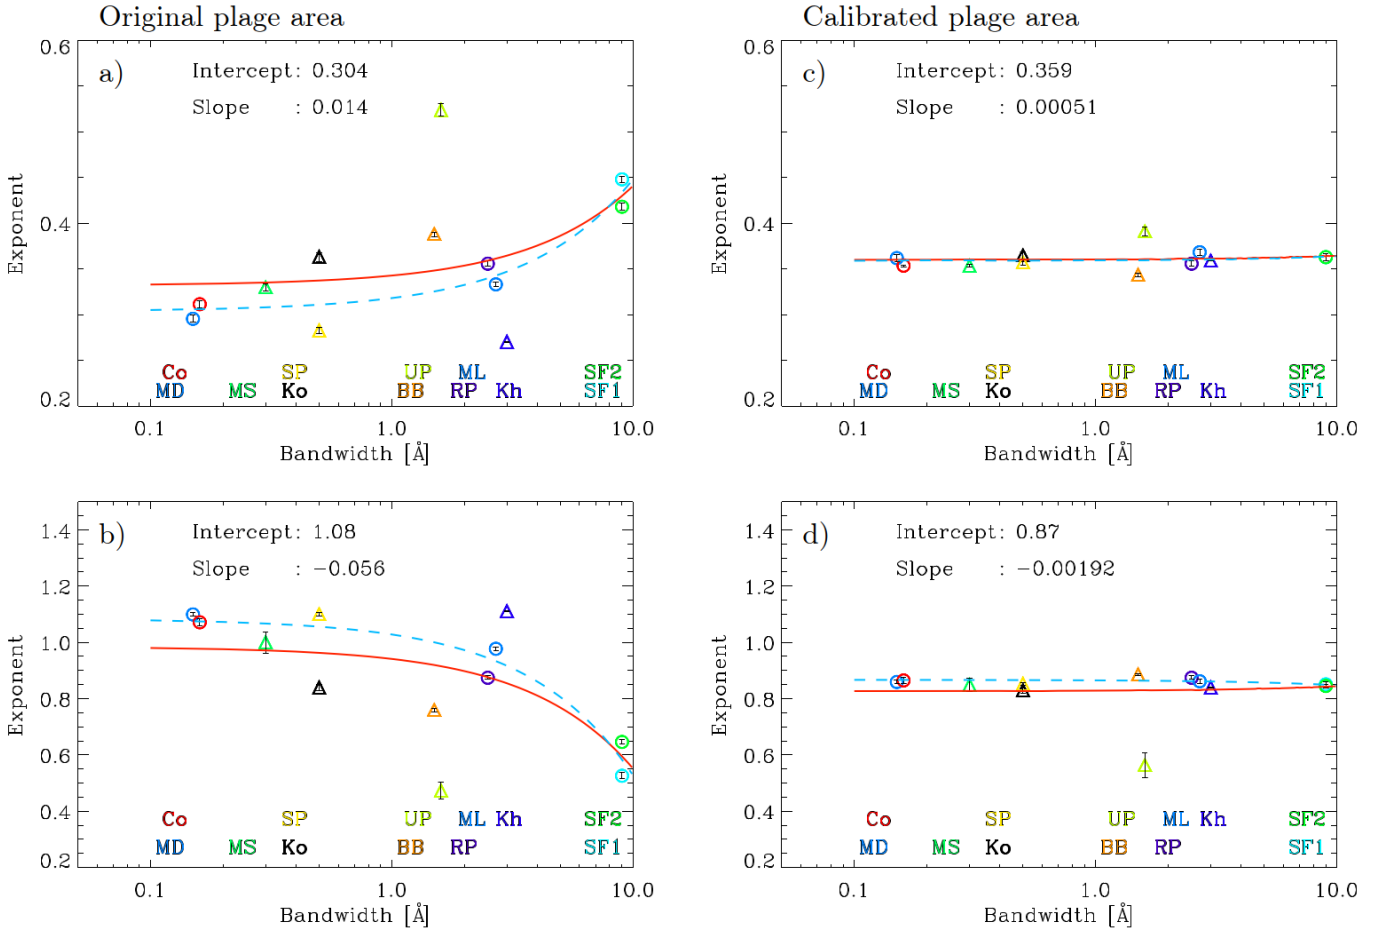 Original plage area
a)
Intercept: 0.304
Slope : 0.014
0.6
0.4
0.2
Exponent
Co SP UP ML SF2
MD MS Ko BB RP Kh SF1
0.1 1.0 10.0
Bandwidth [Å]
Calibrated plage area
c)
Intercept: 0.359
Slope : 0.00051
0.6
0.4
0.2
Exponent
Co SP UP ML SF2
MD MS Ko BB RP Kh SF1
0.1 1.0 10.0
Bandwidth [Å]
b)
Intercept: 1.08
Slope : −0.056
1.4
1.2
1.0
0.8
0.6
0.4
0.2
Exponent
Co SP UP ML Kh SF2
MD MS Ko BB RP SF1
0.1 1.0 10.0
Bandwidth [Å]
d)
Intercept: 0.87
Slope : −0.00192
1.4
1.2
1.0
0.8
0.6
0.4
0.2
Exponent
Co SP UP ML Kh SF2
MD MS Ko BB RP SF1
0.1 1.0 10.0
Bandwidth [Å]